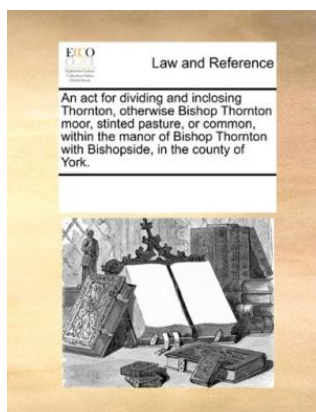 ECCO
Law and Reference
An act for dividing and inclosing
Thornton, otherwise Bishop Thornton
moor, stinted pasture, or common,
within the manor of Bishop Thornton
with Bishopside, in the county of
York.